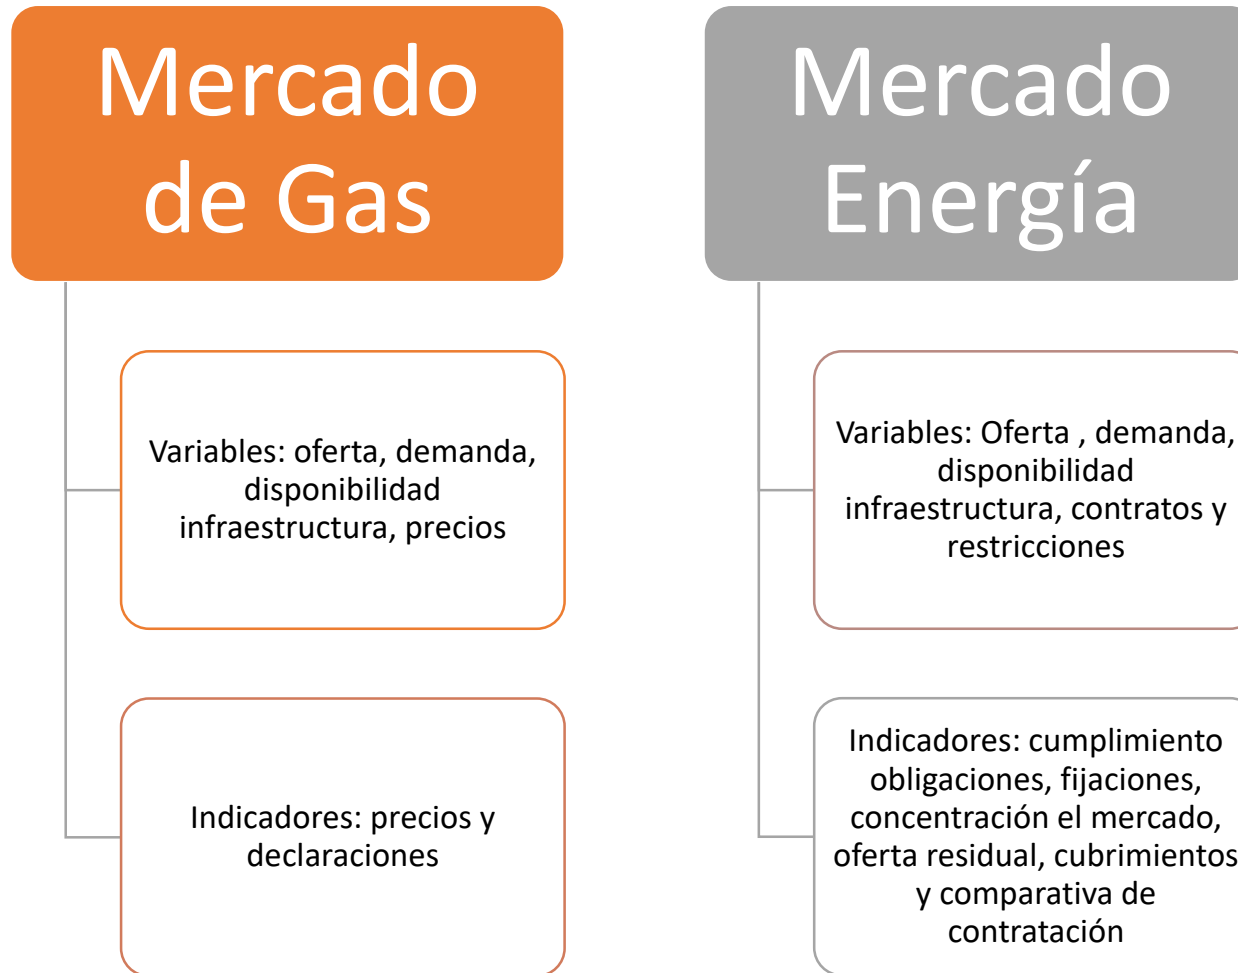 Mercado
de Gas
Variables: oferta, demanda,
disponibilidad
infraestructura, precios
Indicadores: precios y
declaraciones
Mercado
Energía
Variables: Oferta , demanda,
disponibilidad
infraestructura, contratos y
restricciones
Indicadores: cumplimiento
obligaciones, fijaciones,
concentración el mercado,
oferta residual, cubrimientos
y comparativa de
contratación